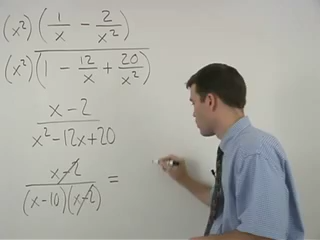 (x²) (1/x - 2/x²)
(x²) (1 - 12/x + 20/x²)
x - 2
x² - 12x + 20
x - 2 =
(x - 10)(x - 2)